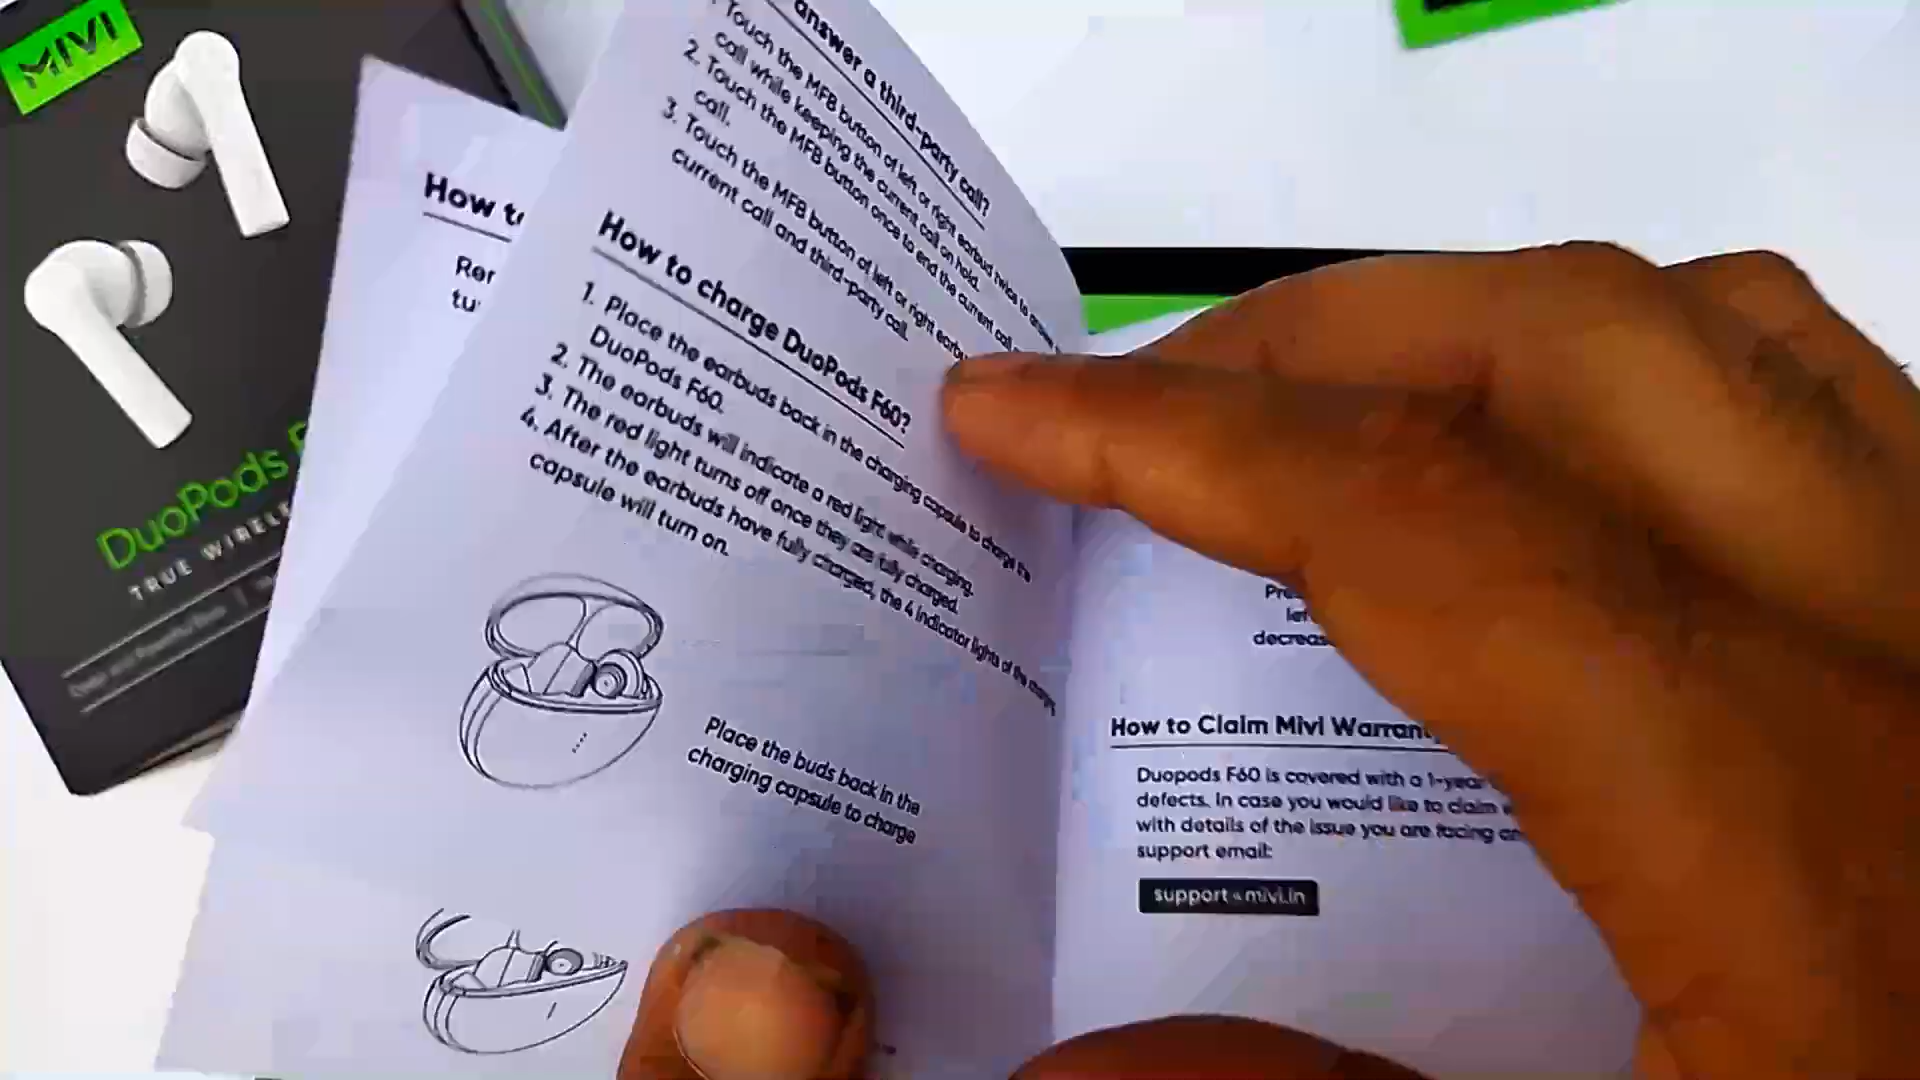 MIVI
DuoPods
TRUE
How
answer a third-party call?
Touch the MFB button of left or right earbud twice to
call while keeping the current call on hold.
2. Touch the MFB button once to end the current call
call.
3. Touch the MFB button of left or right
current call and third-party call.
How to charge DuoPods F60?
1. Place the earbuds back in the charging capsule to charge the
DuoPods F60.
2. The earbuds will indicate a red light while charging.
3. The red light turns off once they are fully charged.
4. After the earbuds have fully charged, the 4 indicator lights of the charging
capsule will turn on.
Place the buds back in the
charging capsule to charge
How to Claim Mivi
Duopods F60 is covered with a 1-year
defects. In case you would like to claim
with details of the issue you are facing
support email:
support@mivi.in